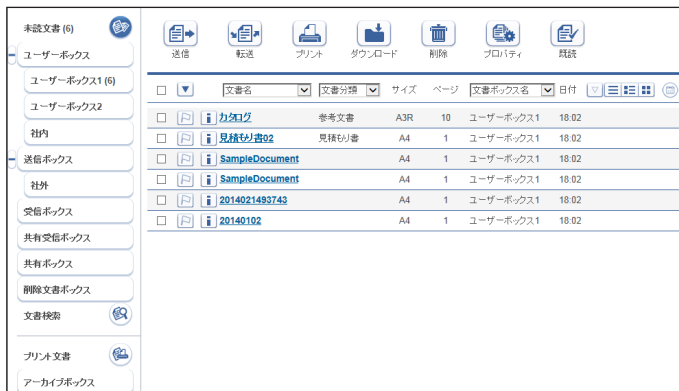 未読文書 (6)
ユーザーボックス
ユーザーボックス1 (6)
ユーザーボックス2
社内
送信ボックス
社外
受信ボックス
共有受信ボックス
共有ボックス
削除文書ボックス
文書検索
プリント文書
アーカイブボックス
送信 転送 プリント ダウンロード 削除 プロパティ 既読
文書名 文書分類 サイズ ページ 文書ボックス名 日付
カタログ 参考文書 A3R 10 ユーザーボックス1 18:02
見積もり書02 見積もり書 A4 1 ユーザーボックス1 18:02
SampleDocument A4 1 ユーザーボックス1 18:02
SampleDocument A4 1 ユーザーボックス1 18:02
2014021493743 A4 1 ユーザーボックス1 18:02
20140102 A4 1 ユーザーボックス1 18:02